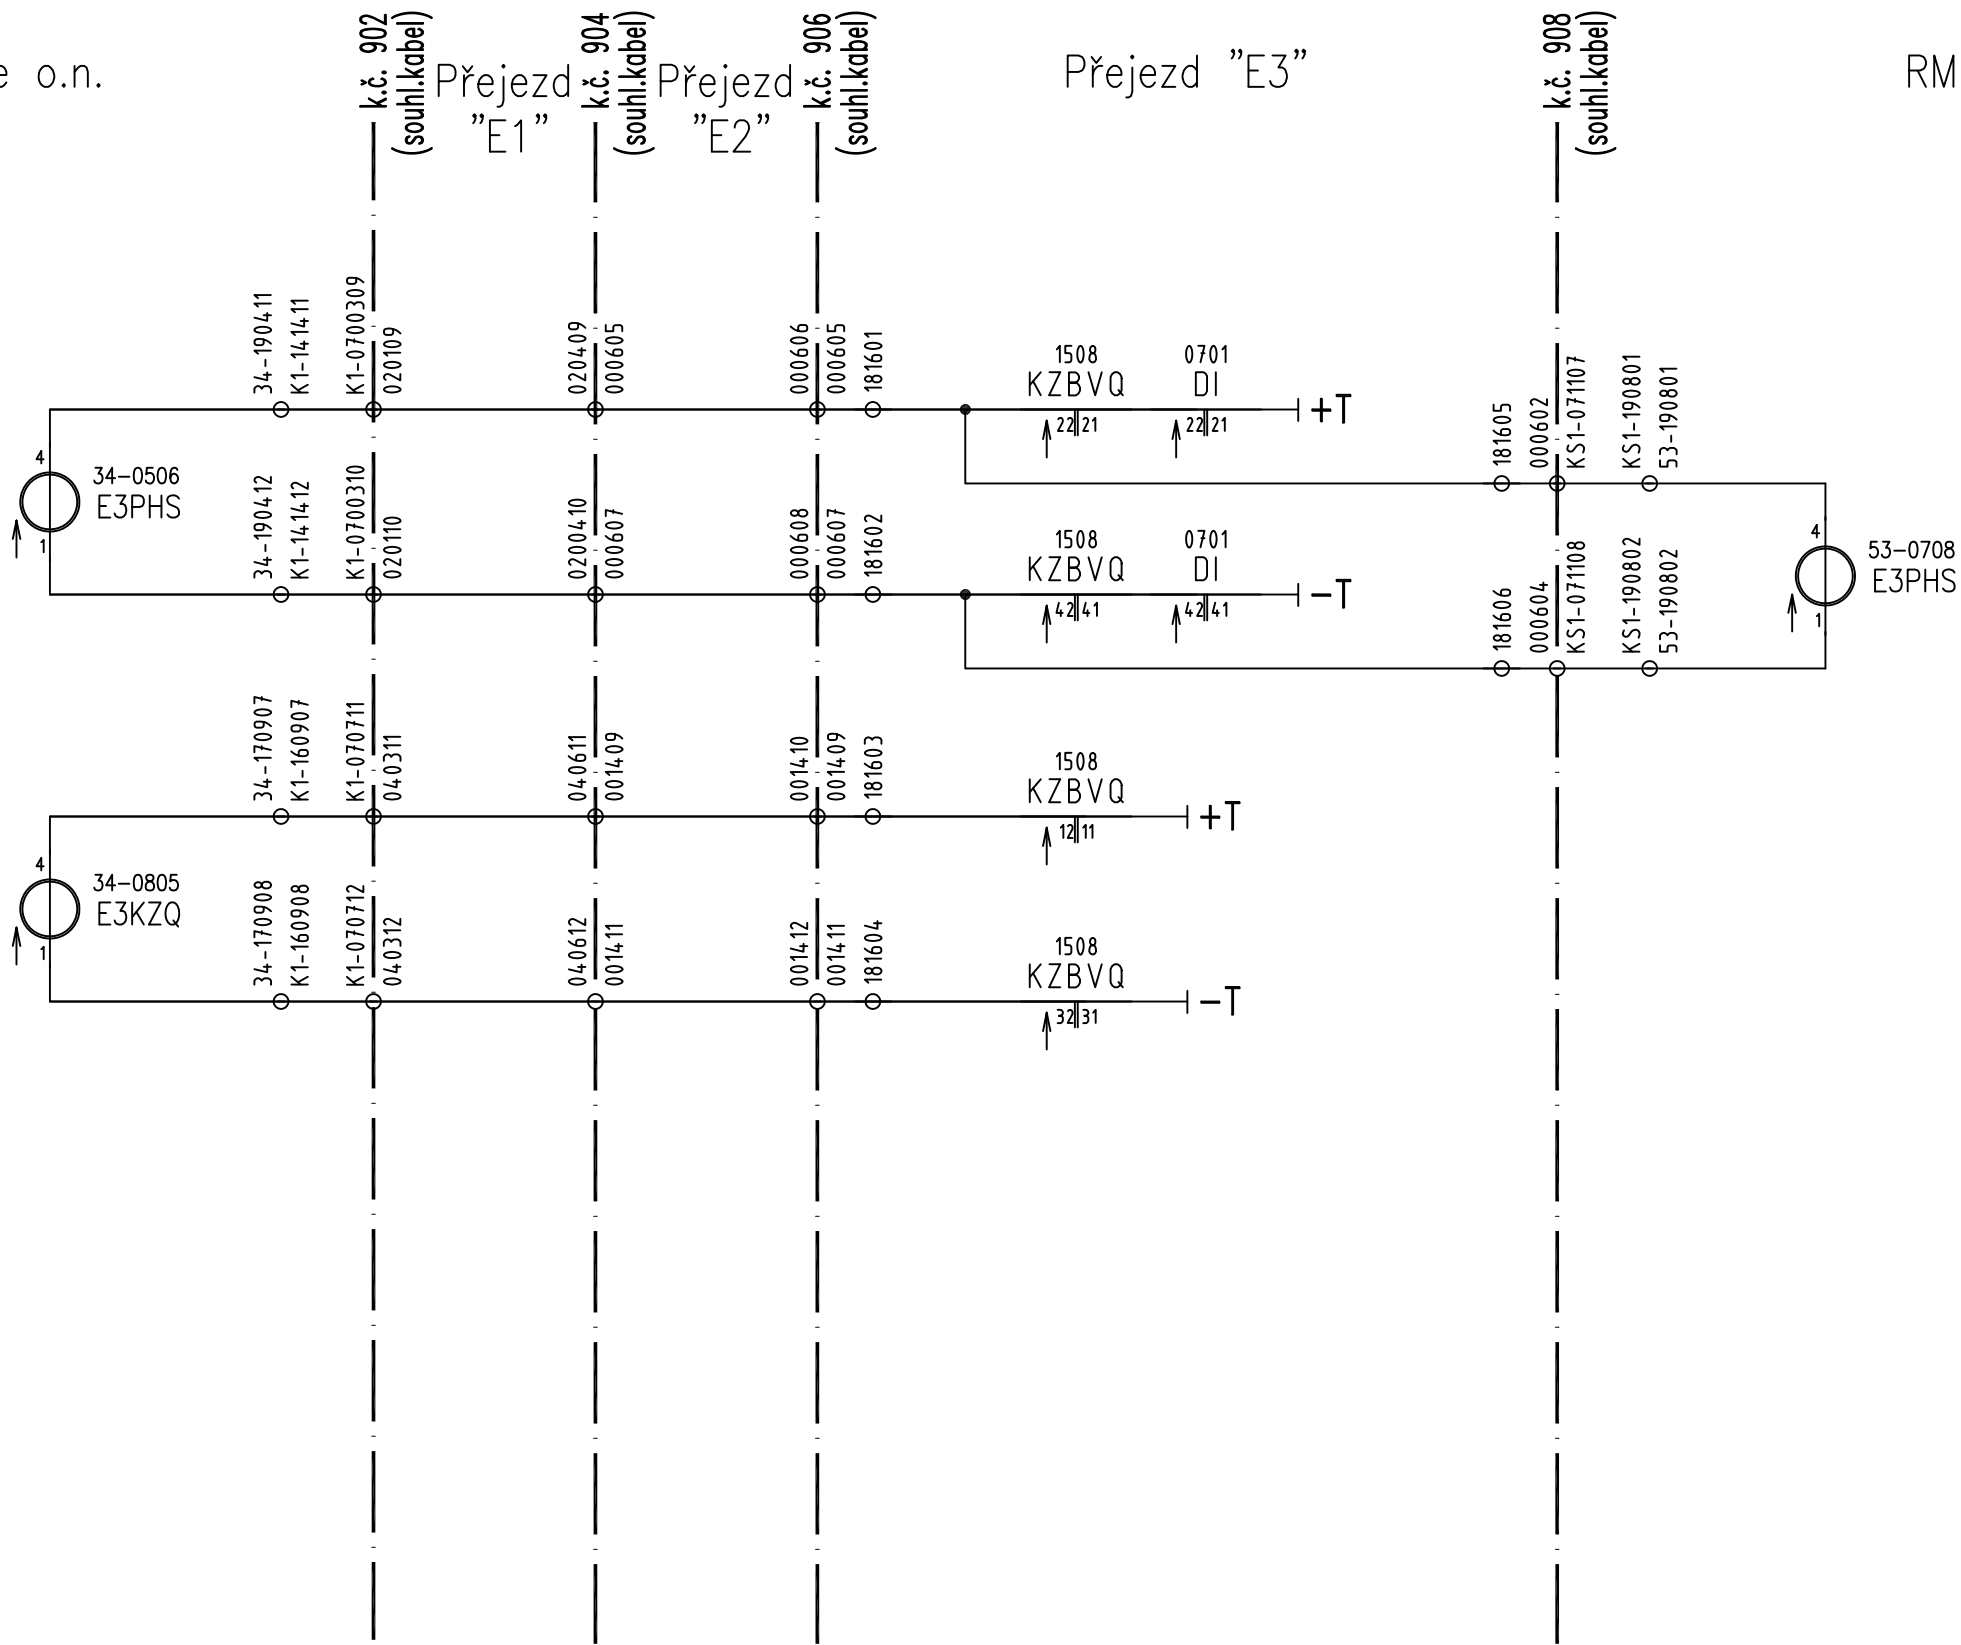 e o.n.
k.č. 902
(souhl.kabel)
Přejezd
"E1"
k.č. 904
(souhl.kabel)
Přejezd
"E2"
k.č. 906
(souhl.kabel)
Přejezd "E3"
k.č. 908
(souhl.kabel)
RM
34-190411
K1-141411
K1-0700309
020109
020409
000605
000606
000605
181601
1508
KZBVQ
22 21
0701
DI
22 21
+T
181605
000602
KS1-071107
KS1-190801
53-190801
4
34-0506
E3PHS
1
34-190412
K1-141412
K1-0700310
020110
0200410
000607
000608
000607
181602
1508
KZBVQ
42 41
0701
DI
42 41
-T
181606
000604
KS1-071108
KS1-190802
53-190802
4
53-0708
E3PHS
1
34-170907
K1-160907
K1-070711
040311
040611
001409
001410
001409
181603
1508
KZBVQ
12 11
+T
4
34-0805
E3KZQ
1
34-170908
K1-160908
K1-070712
040312
040612
001411
001412
001411
181604
1508
KZBVQ
32 31
-T